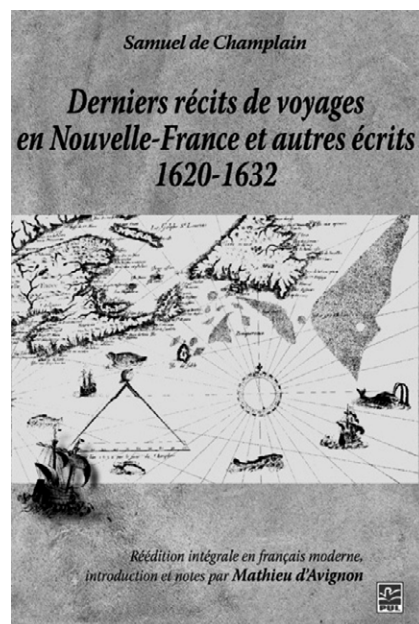 Samuel de Champlain
Derniers récits de voyages
en Nouvelle-France et autres écrits
1620-1632
Réédition intégrale en français moderne,
introduction et notes par Mathieu d'Avignon
PUL